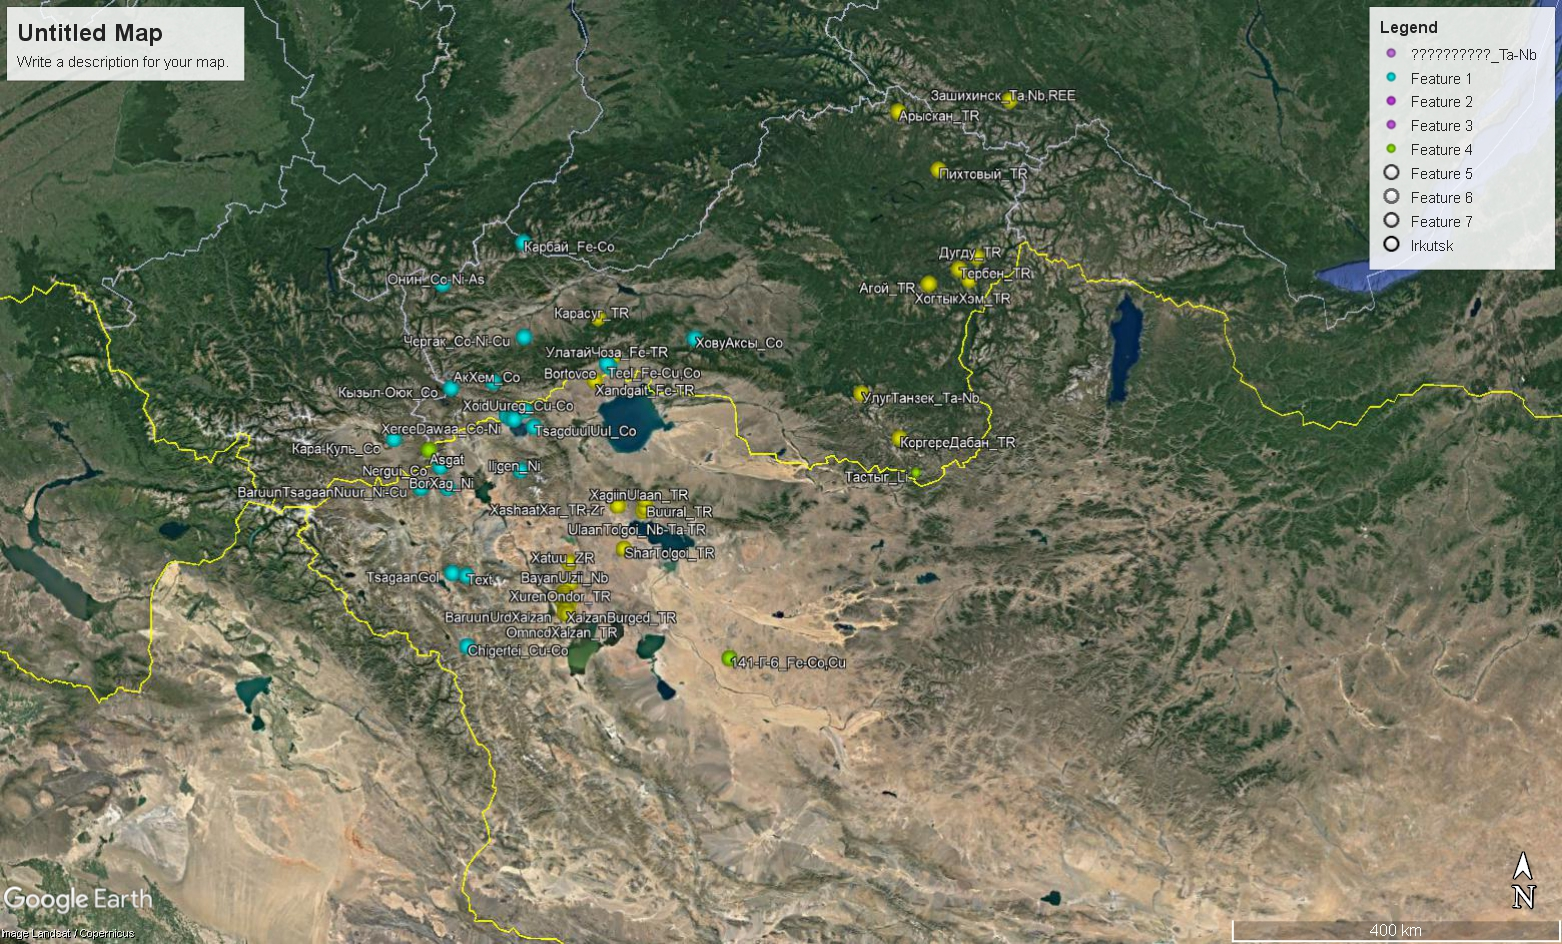 Untitled Map
Write a description for your map.
Legend
??????????_Ta-Nb
Feature 1
Feature 2
Feature 3
Feature 4
Feature 5
Feature 6
Feature 7
Irkutsk
Зашихинск_Ta,Nb,REE
Арыскан_TR
Пихтовый_TR
Карбай_Fe-Co
Дугду_TR
Тербен_TR
Онин_Co-Ni-As
Агой_TR
ХогтыкХэм_TR
Карасуг_TR
Чергак_Co-Ni-Cu
ХовуАксы_Co
УлатайЧоза_Fe-TR
Bortovoe
Teel_Fe-Cu,Co
АкХем_Co
Xandgait_Fe-TR
Кызыл-Оюк_Co
УлугТанзек_Ta-Nb
XoidUureg_Cu-Co
XereeDawaa_Co-Ni
TsagduulUul_Co
КоргереДабан_TR
Кара-Куль_Co
Asgat
Nergui_Co
Iljgen_Ni
Тастыг_Li
BorXag_Ni
BaruunTsagaanNuur_Ni-Cu
XagiinUlaan_TR
XashaatXar_TR-Zr
Buural_TR
UlaanTolgoi_Nb-Ta-TR
SharTolgoi_TR
Xatuu_ZR
TsagaanGol
Text
BayanUlzii_Nb
XurenOndor_TR
BaruunUrdXaizan_
XaizanBurged_TR
OmnodXaizan_TR
Chigertei_Cu-Co
141-Г-6_Fe-Co,Cu
Google Earth
Image Landsat / Copernicus
N
400 km